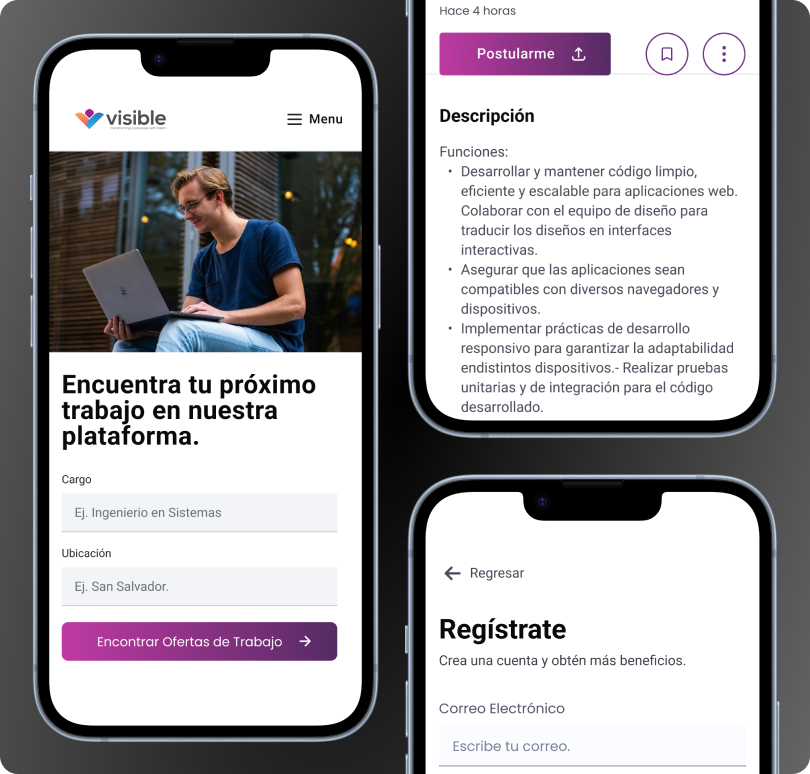 visible
Menu
Encuentra tu próximo
trabajo en nuestra
plataforma.
Cargo
Ej. Ingenierio en Sistemas
Ubicación
Ej. San Salvador.
Encontrar Ofertas de Trabajo
Hace 4 horas
Postularme
Descripción
Funciones:
• Desarrollar y mantener código limpio,
eficiente y escalable para aplicaciones web.
Colaborar con el equipo de diseño para
traducir los diseños en interfaces
interactivas.
• Asegurar que las aplicaciones sean
compatibles con diversos navegadores y
dispositivos.
• Implementar prácticas de desarrollo
responsivo para garantizar la adaptabilidad
endistintos dispositivos.- Realizar pruebas
unitarias y de integración para el código
desarrollado.
Regresar
Regístrate
Crea una cuenta y obtén más beneficios.
Correo Electrónico
Escribe tu correo.